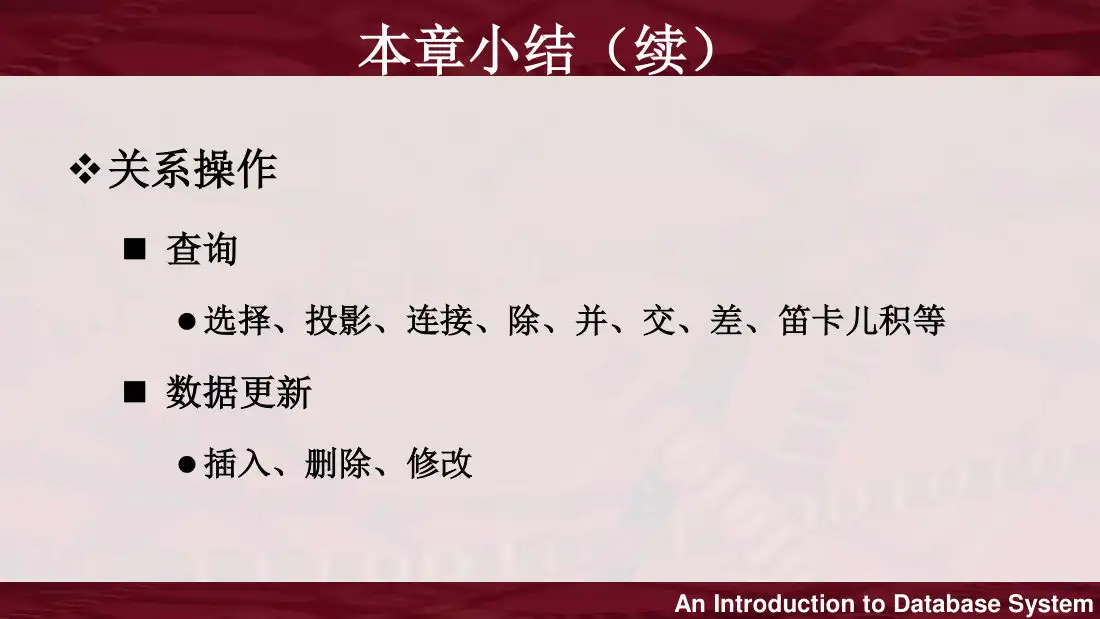 本章小结（续）
❖关系操作
■ 查询
●选择、投影、连接、除、并、交、差、笛卡儿积等
■ 数据更新
●插入、删除、修改
An Introduction to Database System